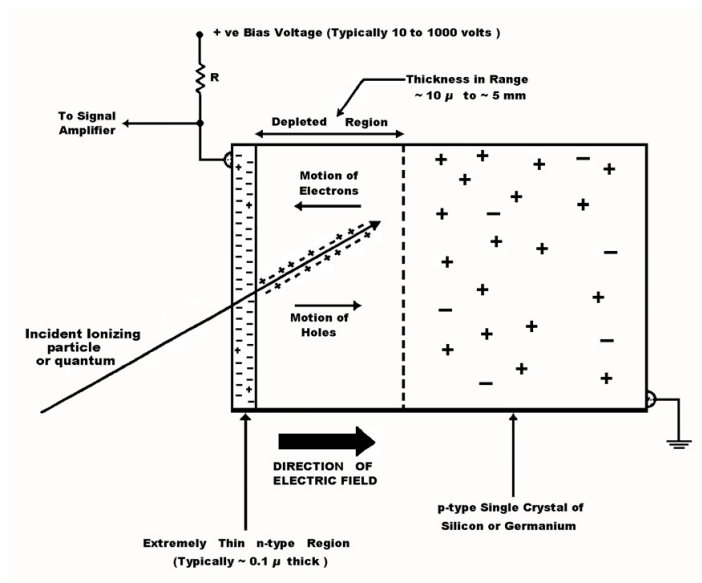 + ve Bias Voltage (Typically 10 to 1000 volts )
R
Thickness in Range
~ 10 µ to ~ 5 mm
To Signal
Amplifier
Depleted Region
Motion of
Electrons
Motion of
Holes
Incident Ionizing
particle
or quantum
DIRECTION OF
ELECTRIC FIELD
p-type Single Crystal of
Silicon or Germanium
Extremely Thin n-type Region
(Typically ~ 0.1 µ thick )